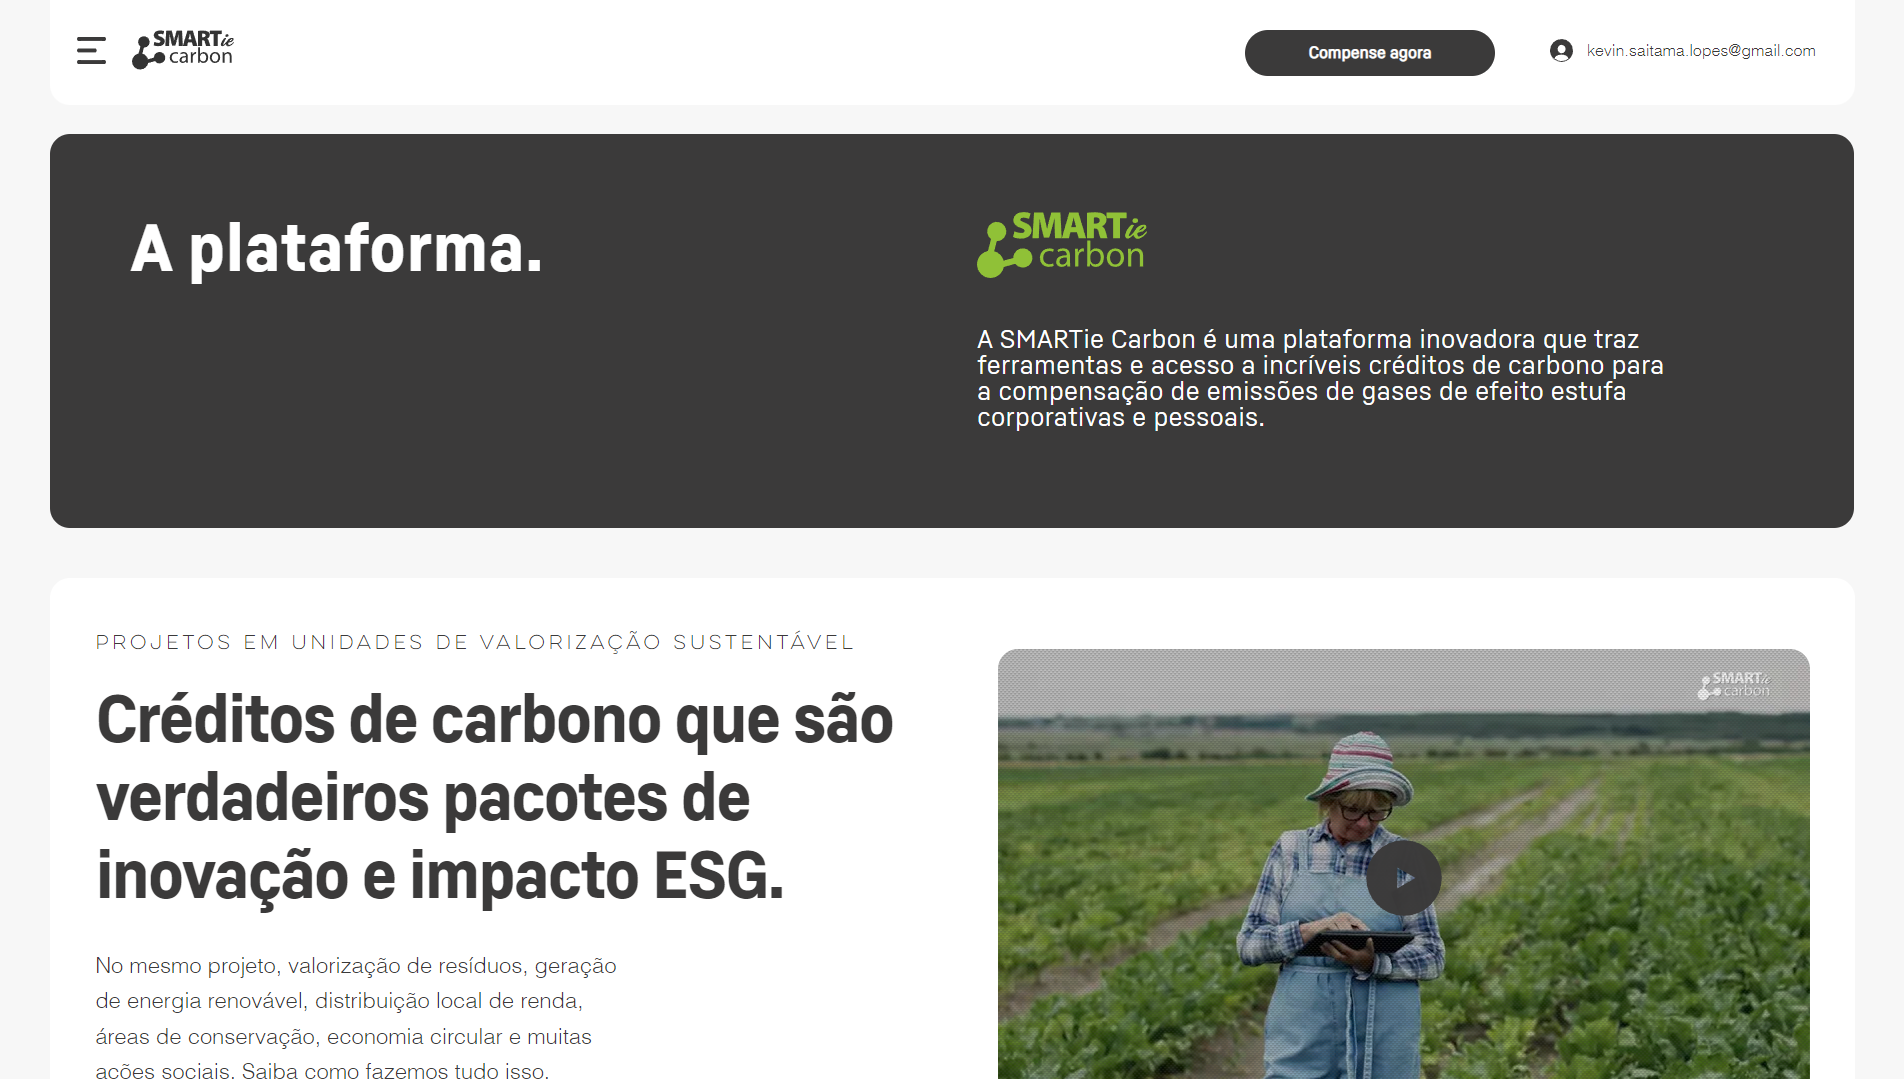 SMARTie
carbon
Compense agora
kevin.saitama.lopes@gmail.com
A plataforma.
SMARTie
carbon
A SMARTie Carbon é uma plataforma inovadora que traz
ferramentas e acesso a incríveis créditos de carbono para
a compensação de emissões de gases de efeito estufa
corporativas e pessoais.
PROJETOS EM UNIDADES DE VALORIZAÇÃO SUSTENTÁVEL
Créditos de carbono que são
verdadeiros pacotes de
inovação e impacto ESG.
No mesmo projeto, valorização de resíduos, geração
de energia renovável, distribuição local de renda,
áreas de conservação, economia circular e muitas
ações sociais. Saiba como fazemos tudo isso.
SMARTie
carbon